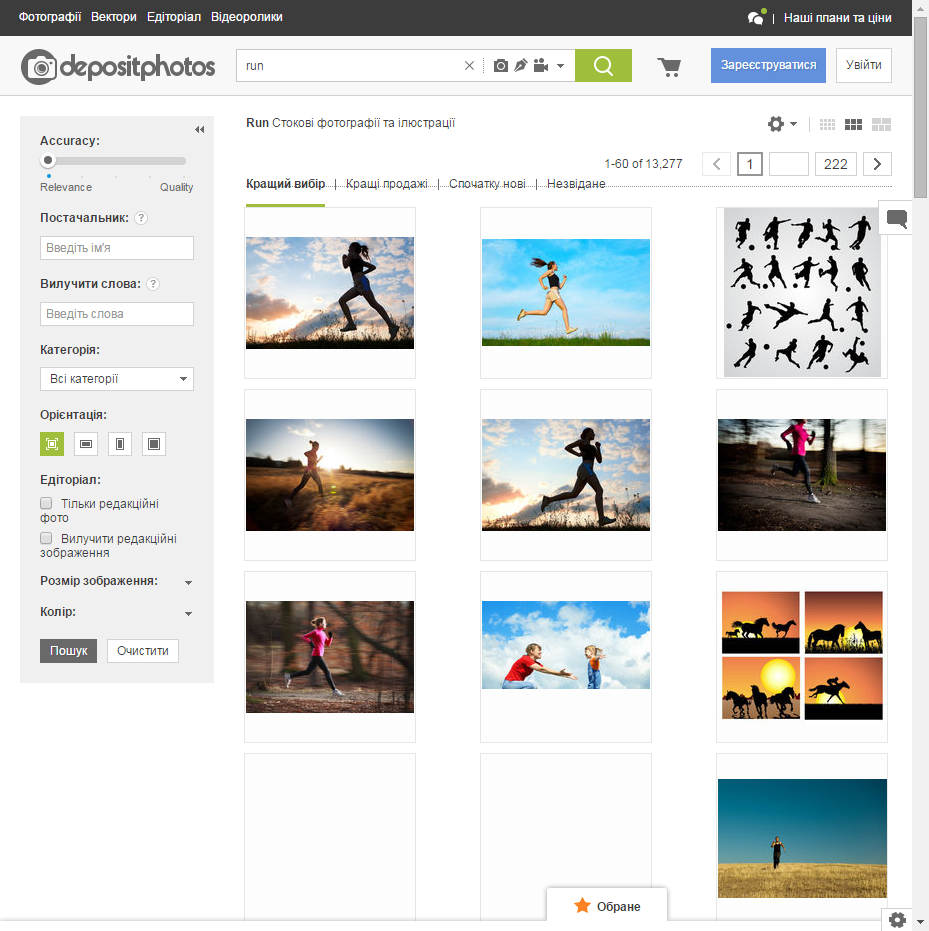 Фотографії Вектори Едіторіал Відеоролики
| Наші плани та ціни
depositphotos
run
Зареєструватися
Увійти
Run Стокові фотографії та ілюстрації
1-60 of 13,277
1
222
Кращий вибір | Кращі продажі | Спочатку нові | Незвідане
Accuracy:
Relevance Quality
Постачальник: ?
Введіть ім'я
Вилучити слова: ?
Введіть слова
Категорія:
Всі категорії
Орієнтація:
Едіторіал:
Тільки редакційні
фото
Вилучити редакційні
зображення
Розмір зображення:
Колір:
Пошук
Очистити
Обране